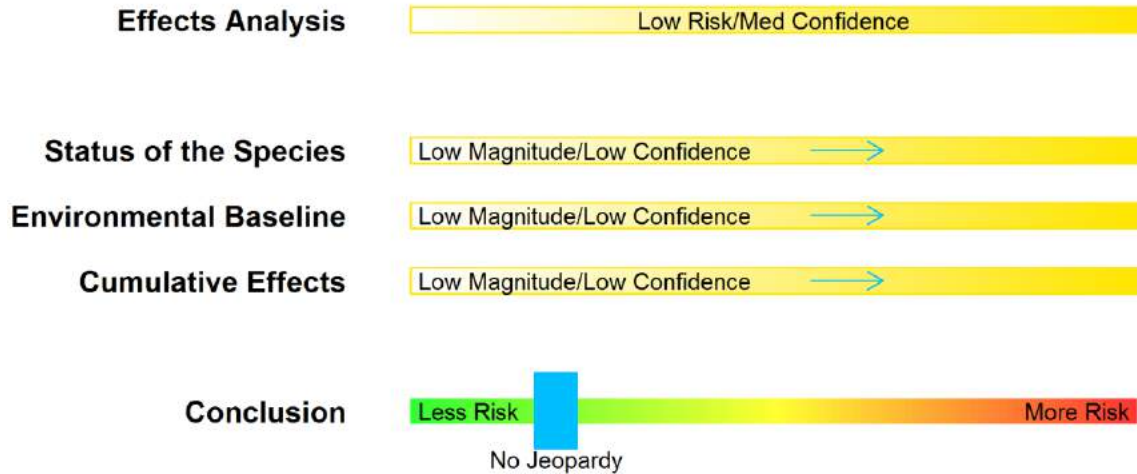 Effects Analysis Low Risk/Med Confidence
Status of the Species Low Magnitude/Low Confidence
Environmental Baseline Low Magnitude/Low Confidence
Cumulative Effects Low Magnitude/Low Confidence
Conclusion Less Risk More Risk
No Jeopardy